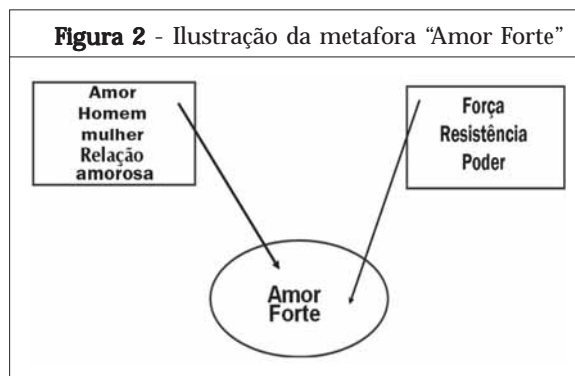 Figura 2 - Ilustração da metafora “Amor Forte”
Amor
Homem
mulher
Relação
amorosa
Força
Resistência
Poder
Amor
Forte